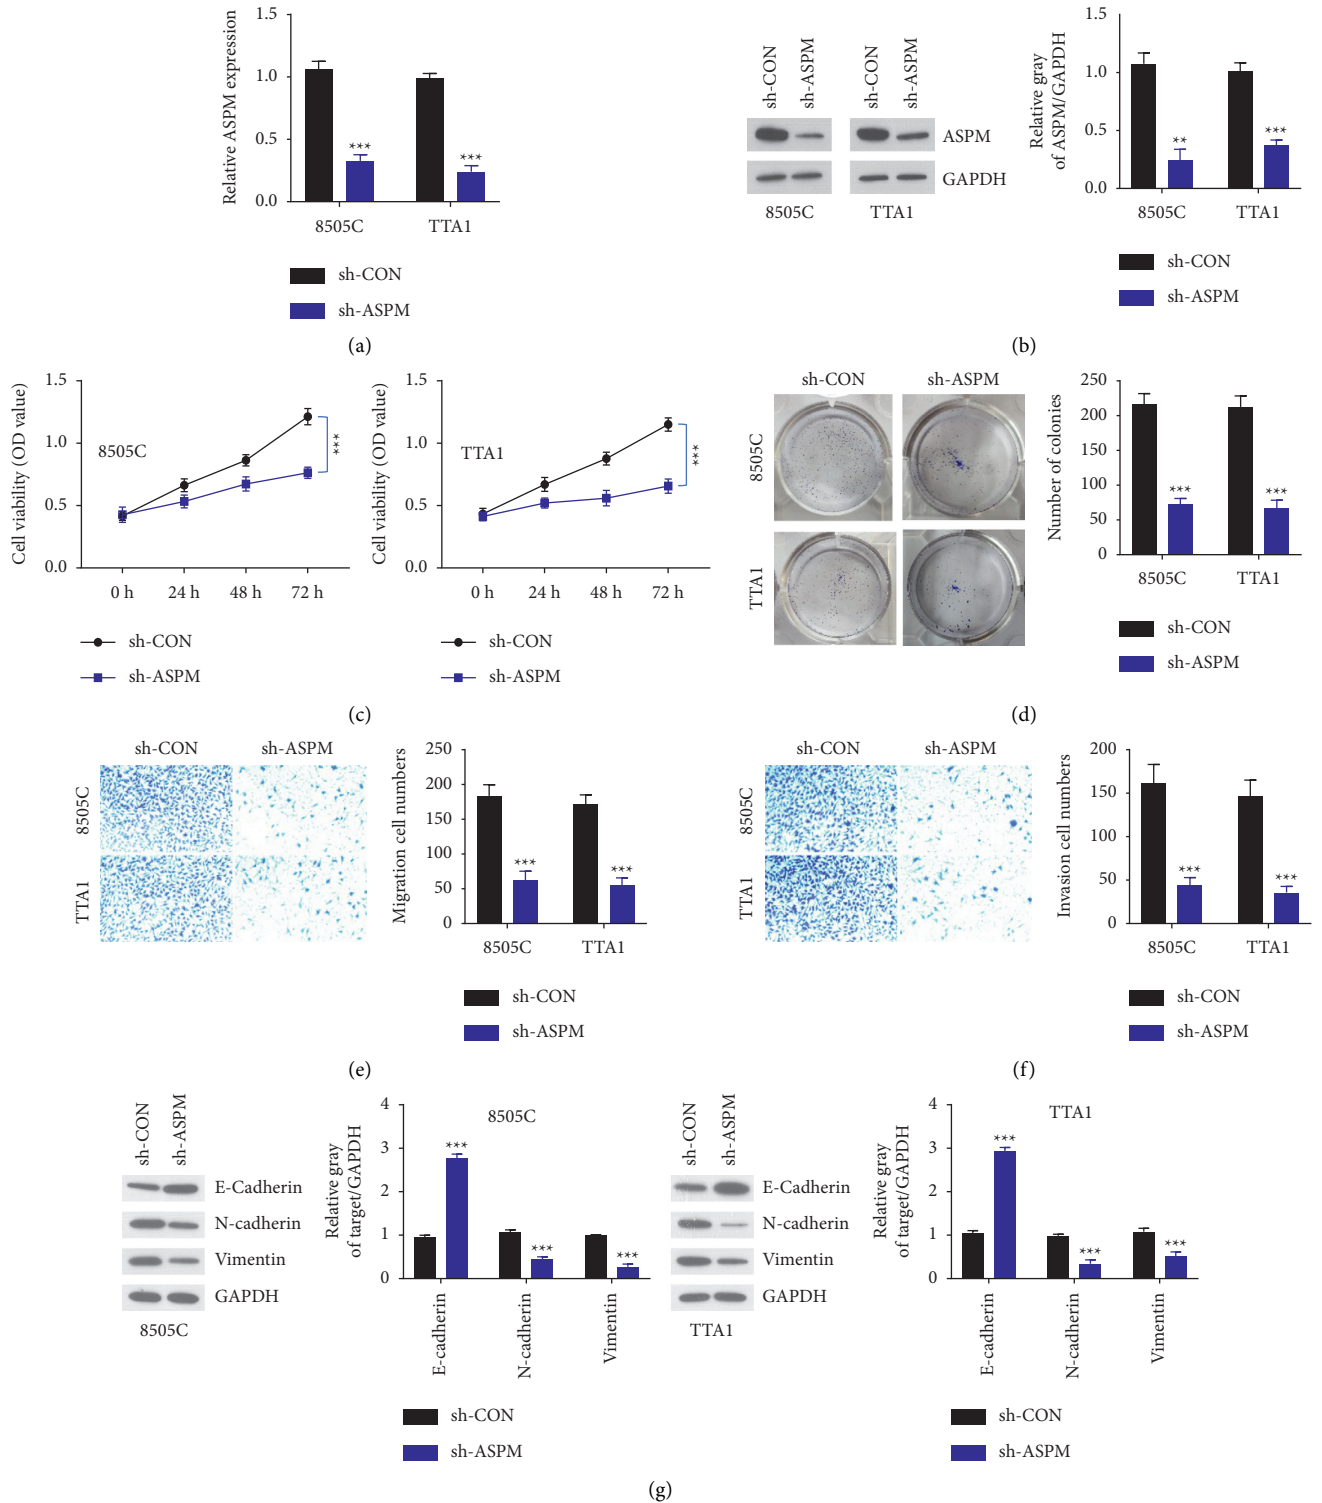 Relative ASPM expression
1.5
1.0
0.5
0.0
***
***
8505C
TTA1
sh-CON
sh-ASPM
(a)
sh-CON
sh-ASPM
sh-CON
sh-ASPM
ASPM
GAPDH
8505C
TTA1
Relative gray
of ASPM/GAPDH
1.5
1.0
0.5
0.0
**
***
8505C
TTA1
sh-CON
sh-ASPM
(b)
Cell viability (OD value)
1.5
1.0
0.5
0.0
8505C
***
0 h
24 h
48 h
72 h
sh-CON
sh-ASPM
Cell viability (OD value)
1.5
1.0
0.5
0.0
TTA1
***
0 h
24 h
48 h
72 h
sh-CON
sh-ASPM
(c)
sh-CON
sh-ASPM
8505C
TTA1
Number of colonies
250
200
150
100
50
0
***
***
8505C
TTA1
sh-CON
sh-ASPM
(d)
sh-CON
sh-ASPM
8505C
TTA1
Migration cell numbers
250
200
150
100
50
0
***
***
8505C
TTA1
sh-CON
sh-ASPM
(e)
sh-CON
sh-ASPM
8505C
TTA1
Invasion cell numbers
200
150
100
50
0
***
***
8505C
TTA1
sh-CON
sh-ASPM
(f)
sh-CON
sh-ASPM
E-Cadherin
N-cadherin
Vimentin
GAPDH
8505C
Relative gray
of target/GAPDH
4
3
2
1
0
8505C
***
***
***
E-cadherin
N-cadherin
Vimentin
sh-CON
sh-ASPM
sh-CON
sh-ASPM
E-Cadherin
N-cadherin
Vimentin
GAPDH
TTA1
Relative gray
of target/GAPDH
4
3
2
1
0
TTA1
***
***
***
E-cadherin
N-cadherin
Vimentin
sh-CON
sh-ASPM
(g)